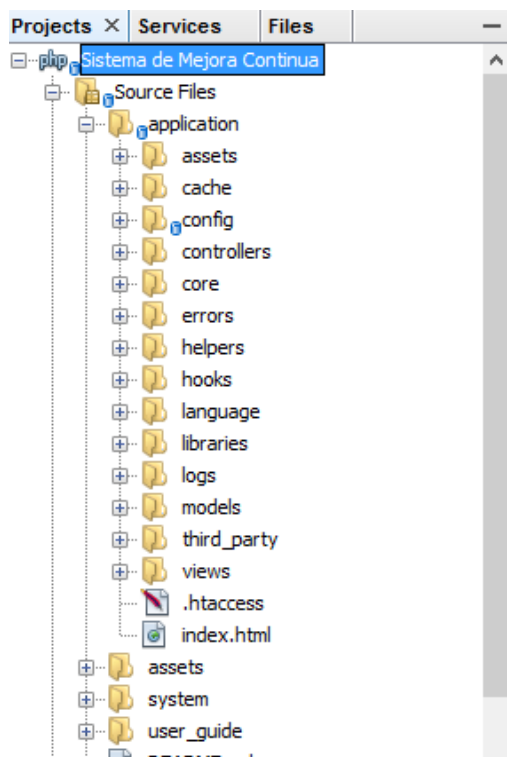 Projects Services Files
php Sistema de Mejora Continua
Source Files
application
assets
cache
config
controllers
core
errors
helpers
hooks
language
libraries
logs
models
third_party
views
.htaccess
index.html
assets
system
user_guide